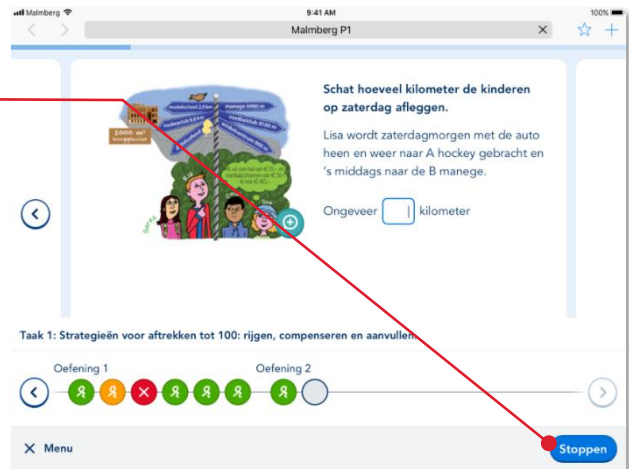 Malmberg
9:41 AM
100%
Malmberg P1
Schat hoeveel kilometer de kinderen
op zaterdag afleggen.
Lisa wordt zaterdagmorgen met de auto
heen en weer naar A hockey gebracht en
's middags naar de B manege.
Ongeveer kilometer
2000 m²
Taak 1: Strategieën voor aftrekken tot 100: rijgen, compenseren en aanvullen.
Oefening 1
Oefening 2
Menu
Stoppen